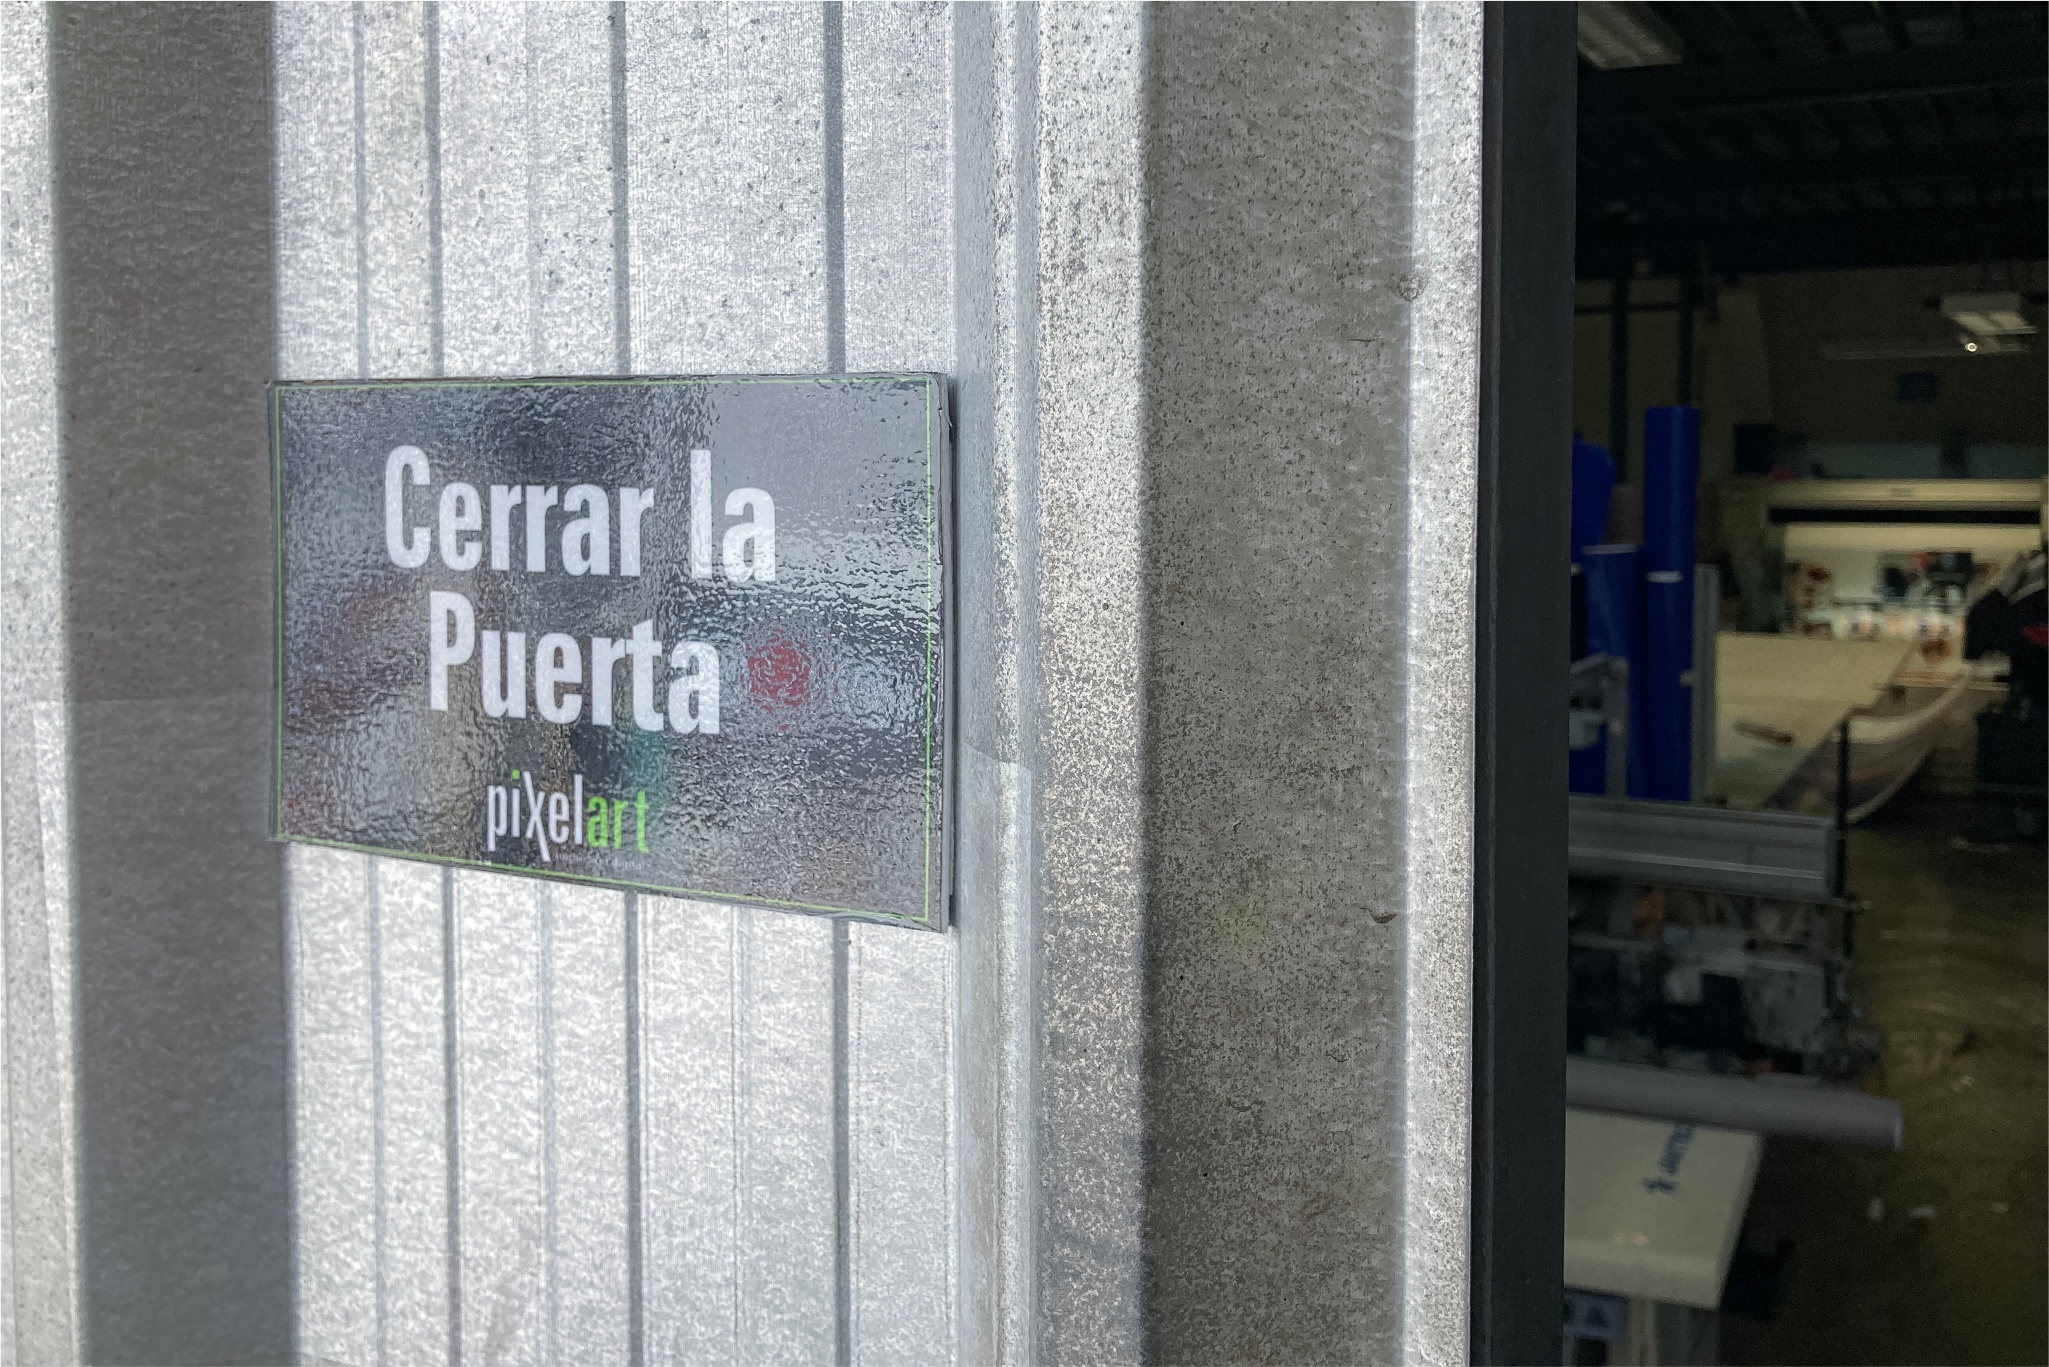 Cerrar la
Puerta
pixelart